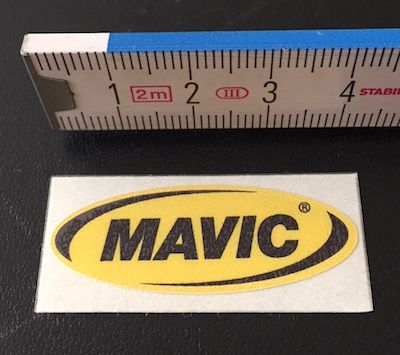 1 2m 2 III 3 4 STABIL
MAVIC®